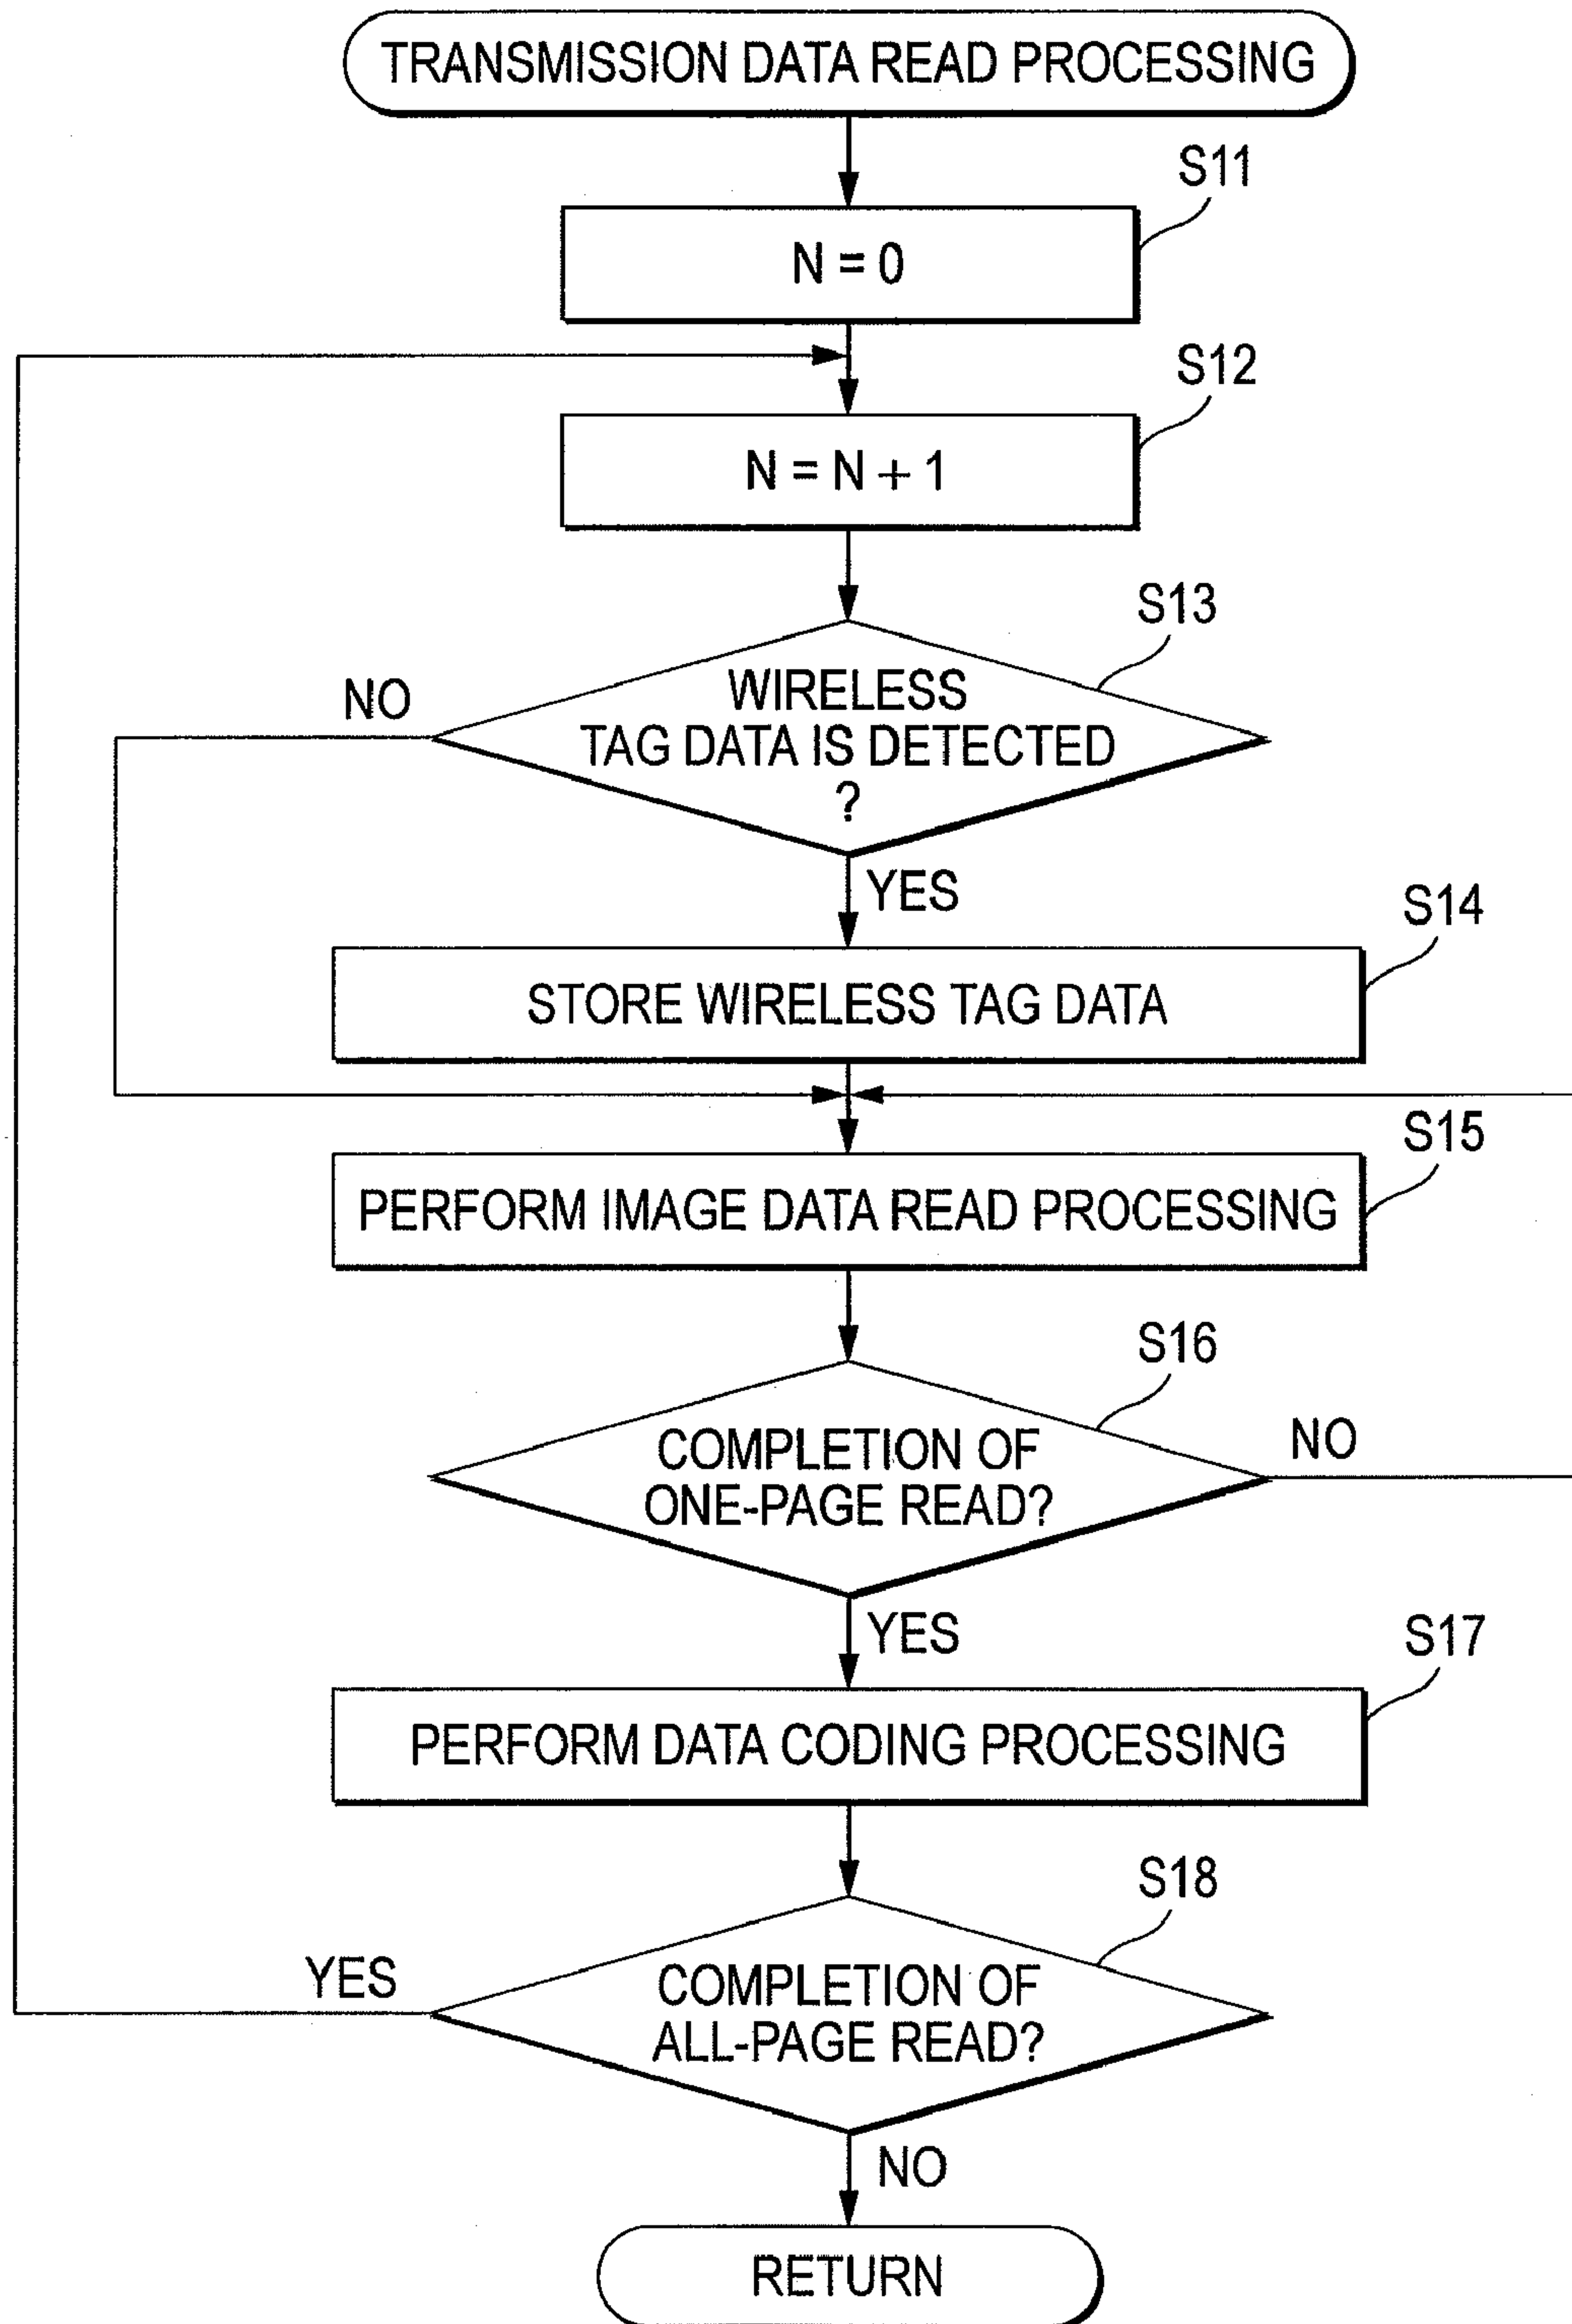 TRANSMISSION DATA READ PROCESSING
S11
N = 0
S12
N = N + 1
S13
NO
WIRELESS
TAG DATA IS DETECTED
?
YES
S14
STORE WIRELESS TAG DATA
S15
PERFORM IMAGE DATA READ PROCESSING
S16
COMPLETION OF
ONE-PAGE READ?
NO
YES
S17
PERFORM DATA CODING PROCESSING
S18
YES
COMPLETION OF
ALL-PAGE READ?
NO
RETURN